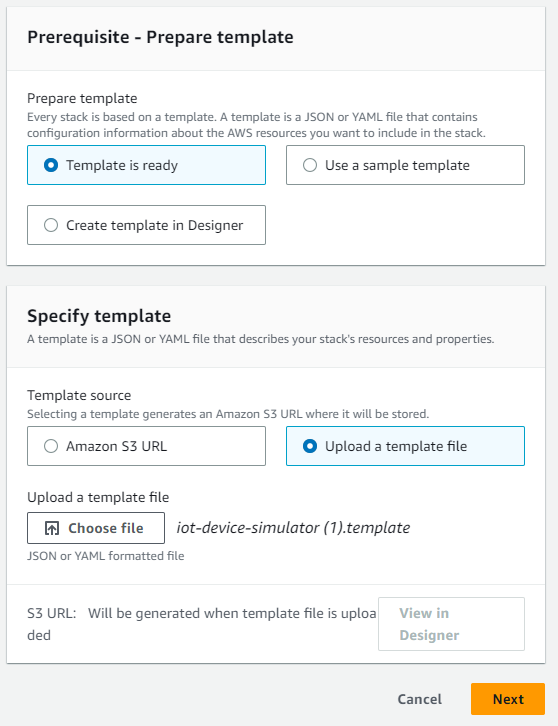 Prerequisite - Prepare template
Prepare template
Every stack is based on a template. A template is a JSON or YAML file that contains
configuration information about the AWS resources you want to include in the stack.
Template is ready
Use a sample template
Create template in Designer
Specify template
A template is a JSON or YAML file that describes your stack's resources and properties.
Template source
Selecting a template generates an Amazon S3 URL where it will be stored.
Amazon S3 URL
Upload a template file
Upload a template file
Choose file
iot-device-simulator (1).template
JSON or YAML formatted file
S3 URL: Will be generated when template file is uploa
ded
View in
Designer
Cancel
Next